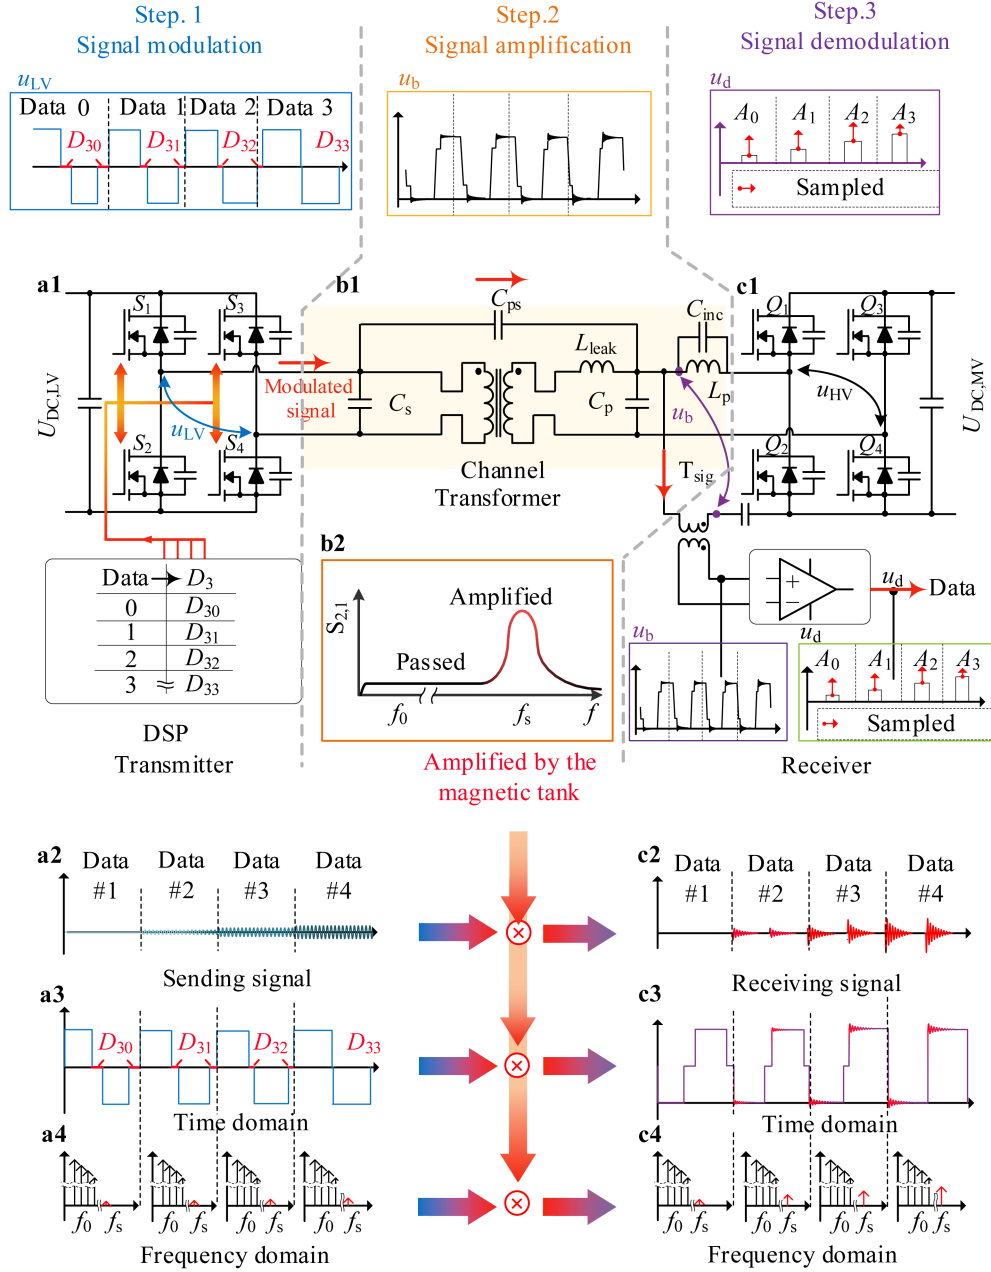 Step. 1
Signal modulation
Step.2
Signal amplification
Step.3
Signal demodulation
uLV
Data 0 Data 1 Data 2 Data 3
D30 D31 D32 D33
ub
ud
A0 A1 A2 A3
Sampled
a1
S1 S3
S2 S4
UDC,LV
uLV
Modulated
signal
b1
Cps
Cs
Lleak
Cp
Channel
Transformer
Cinc
Lp
ub
Tsig
c1
Q1 Q3
Q2 Q4
uHV
UDC,MV
Data D3
0 D30
1 D31
2 D32
3 D33
DSP
Transmitter
b2
S2,1
Amplified
Passed
f0 fs f
Amplified by the
magnetic tank
+
−
ud
Data
ub
ud
A0 A1 A2 A3
Sampled
Receiver
a2
Data Data Data Data
#1 #2 #3 #4
Sending signal
a3
D30 D31 D32 D33
Time domain
a4
f0 fs f0 fs f0 fs f0 fs
Frequency domain
c2
Data Data Data Data
#1 #2 #3 #4
Receiving signal
c3
Time domain
c4
f0 fs f0 fs f0 fs f0 fs
Frequency domain